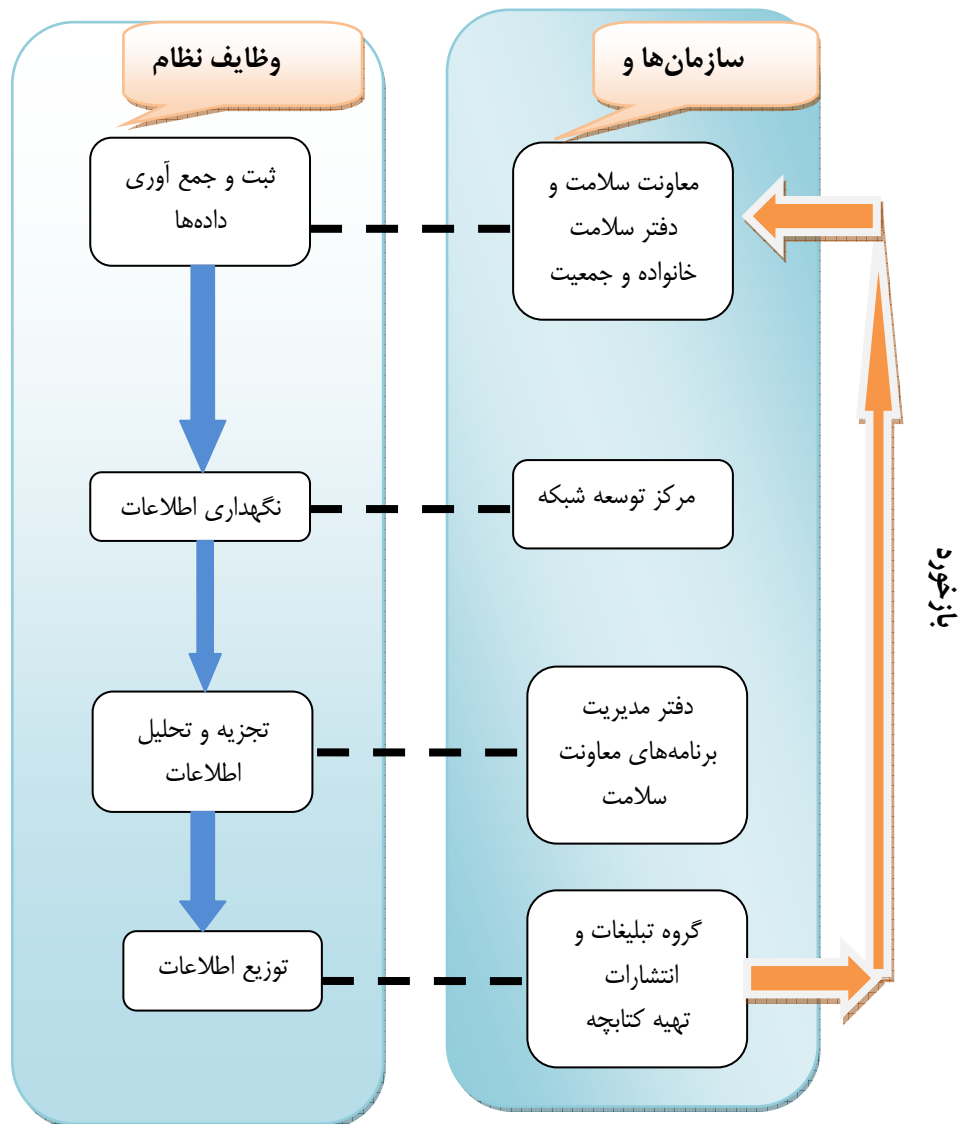 سازمان‌ها و
وظایف نظام
معاونت سلامت و
دفتر سلامت
خانواده و جمعیت
ثبت و جمع آوری
داده‌ها
مرکز توسعه شبکه
نگهداری اطلاعات
دفتر مدیریت
برنامه‌های معاونت
سلامت
تجزیه و تحلیل
اطلاعات
گروه تبلیغات و
انتشارات
تهیه کتابچه
توزیع اطلاعات
بازخورد